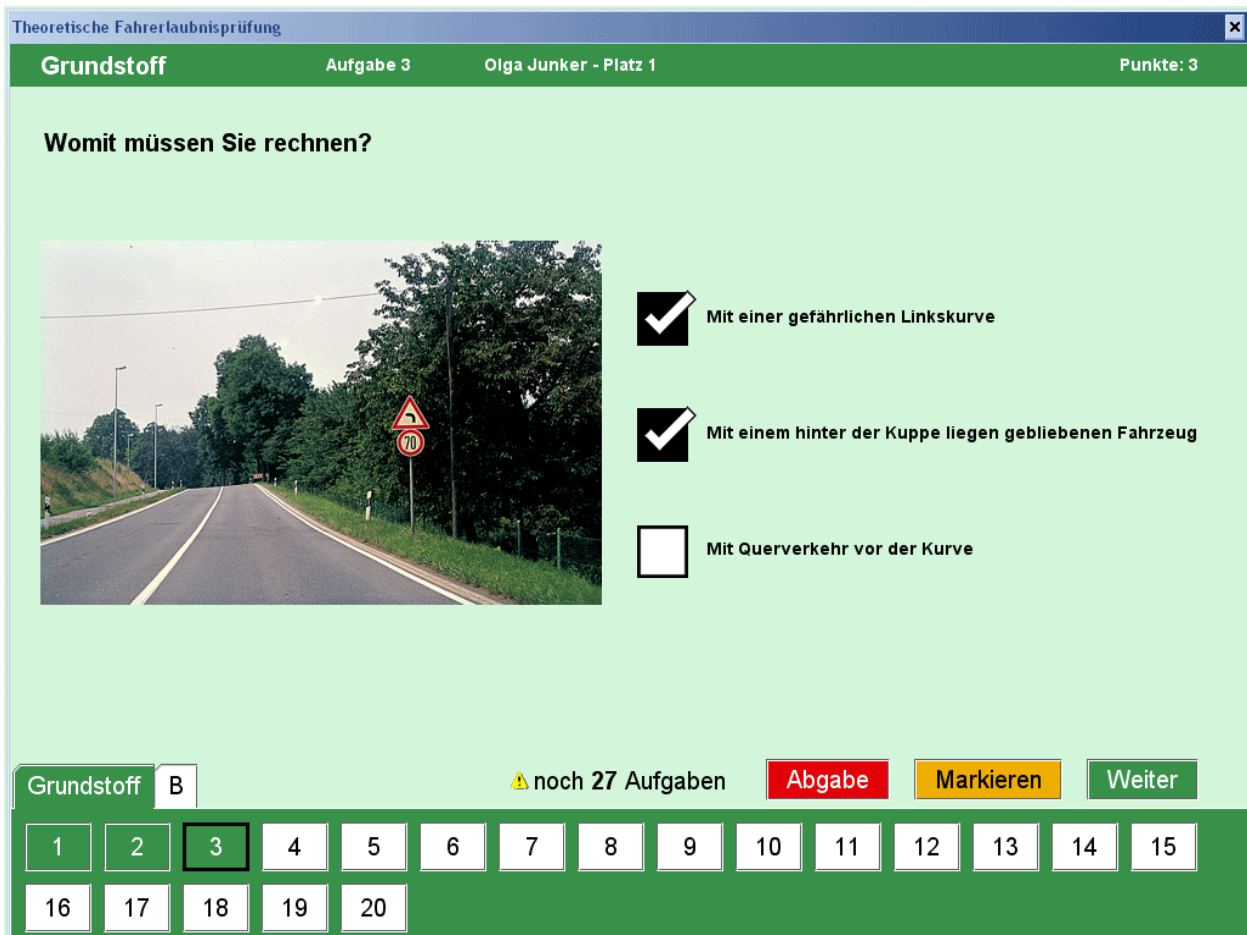 Theoretische Fahrerlaubnisprüfung
Grundstoff Aufgabe 3 Olga Junker - Platz 1 Punkte: 3
Womit müssen Sie rechnen?
Mit einer gefährlichen Linkskurve
70
Mit einem hinter der Kuppe liegen gebliebenen Fahrzeug
Mit Querverkehr vor der Kurve
Grundstoff B noch 27 Aufgaben Abgabe Markieren Weiter
1 2 3 4 5 6 7 8 9 10 11 12 13 14 15
16 17 18 19 20